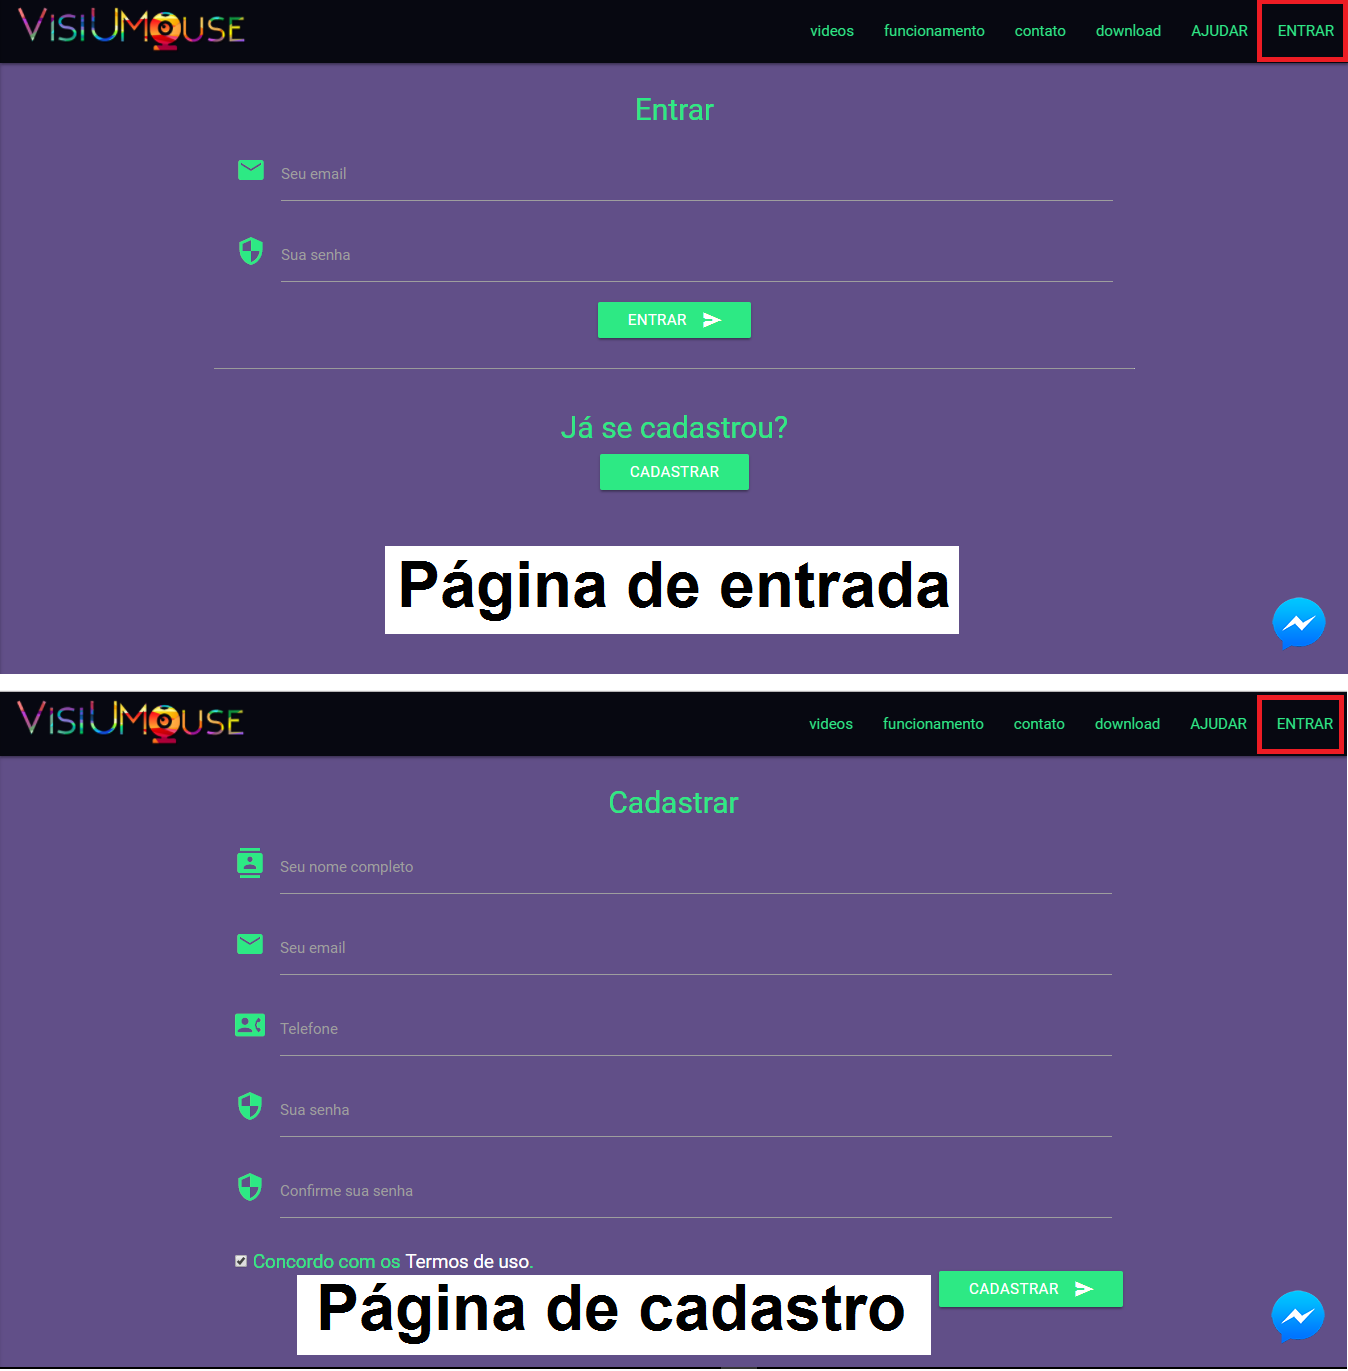 VISIUMOUSE
videos funcionamento contato download AJUDAR ENTRAR
Entrar
Seu email
Sua senha
ENTRAR
Já se cadastrou?
CADASTRAR
Página de entrada
VISIUMOUSE
videos funcionamento contato download AJUDAR ENTRAR
Cadastrar
Seu nome completo
Seu email
Telefone
Sua senha
Confirme sua senha
Concordo com os Termos de uso.
CADASTRAR
Página de cadastro